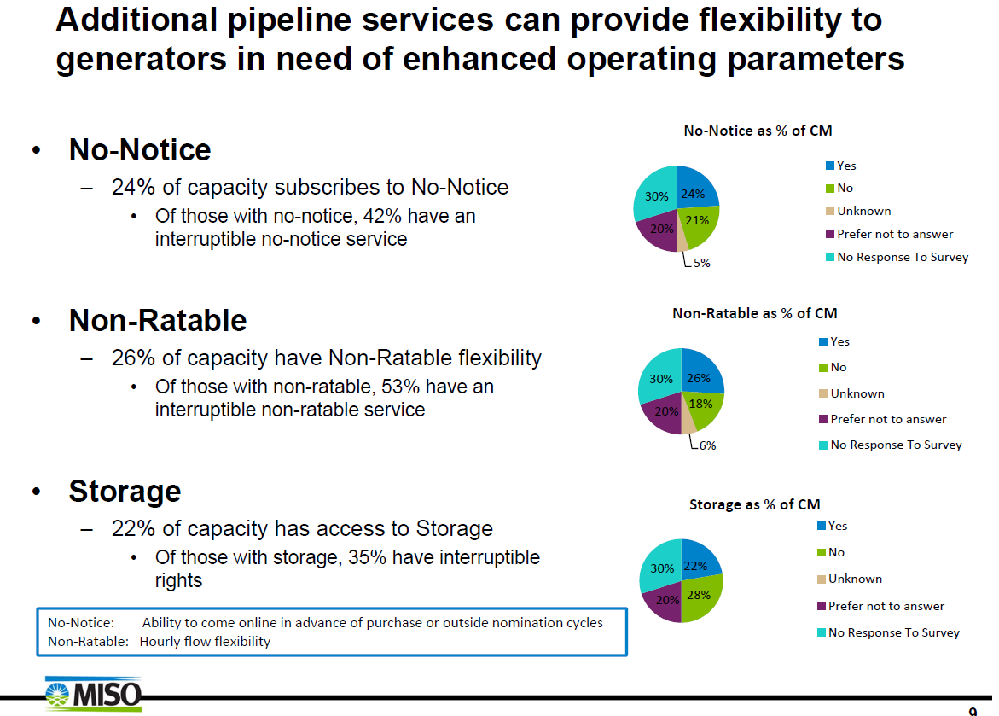 Additional pipeline services can provide flexibility to
generators in need of enhanced operating parameters
• No-Notice
– 24% of capacity subscribes to No-Notice
• Of those with no-notice, 42% have an
interruptible no-notice service
No-Notice as % of CM
24%
21%
5%
20%
30%
Yes
No
Unknown
Prefer not to answer
No Response To Survey
• Non-Ratable
– 26% of capacity have Non-Ratable flexibility
• Of those with non-ratable, 53% have an
interruptible non-ratable service
Non-Ratable as % of CM
26%
18%
6%
20%
30%
Yes
No
Unknown
Prefer not to answer
No Response To Survey
• Storage
– 22% of capacity has access to Storage
• Of those with storage, 35% have interruptible
rights
Storage as % of CM
22%
28%
20%
30%
Yes
No
Unknown
Prefer not to answer
No Response To Survey
No-Notice: Ability to come online in advance of purchase or outside nomination cycles
Non-Ratable: Hourly flow flexibility
MISO
9